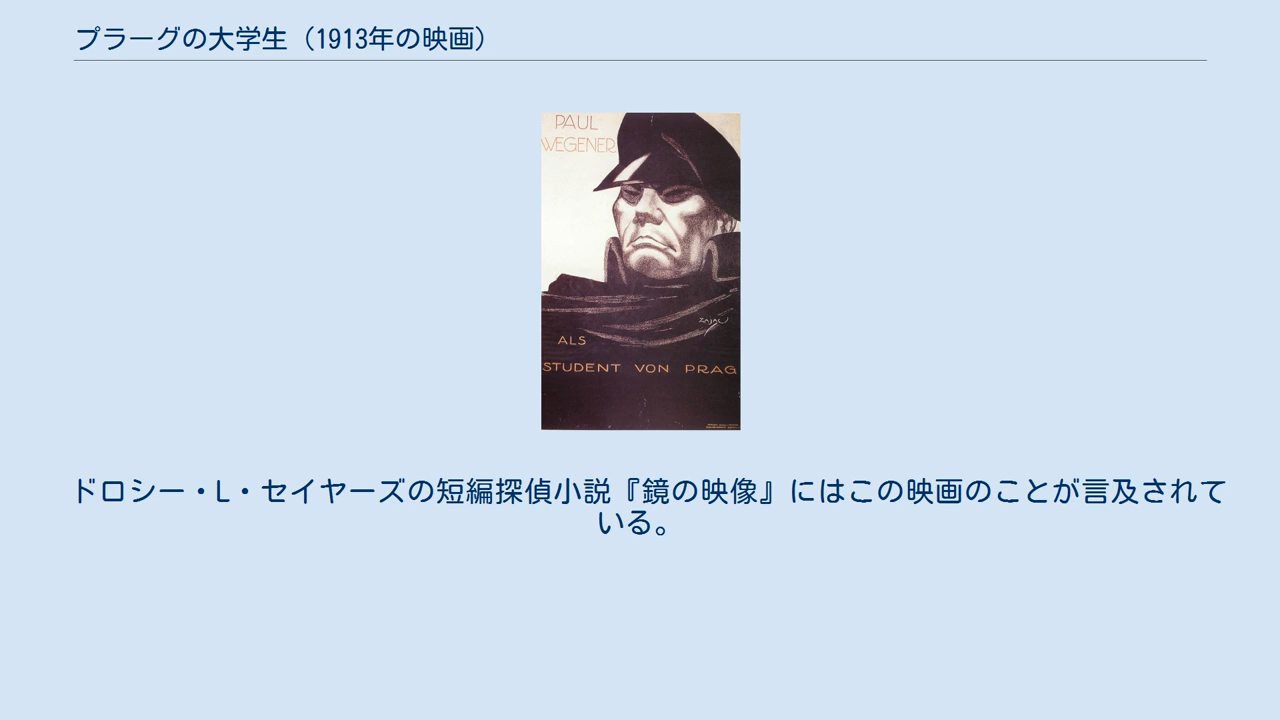 プラーグの大学生（1913年の映画）
PAUL
WEGENER
ALS
STUDENT VON PRAG
ドロシー・L・セイヤーズの短編探偵小説『鏡の映像』にはこの映画のことが言及されて
いる。